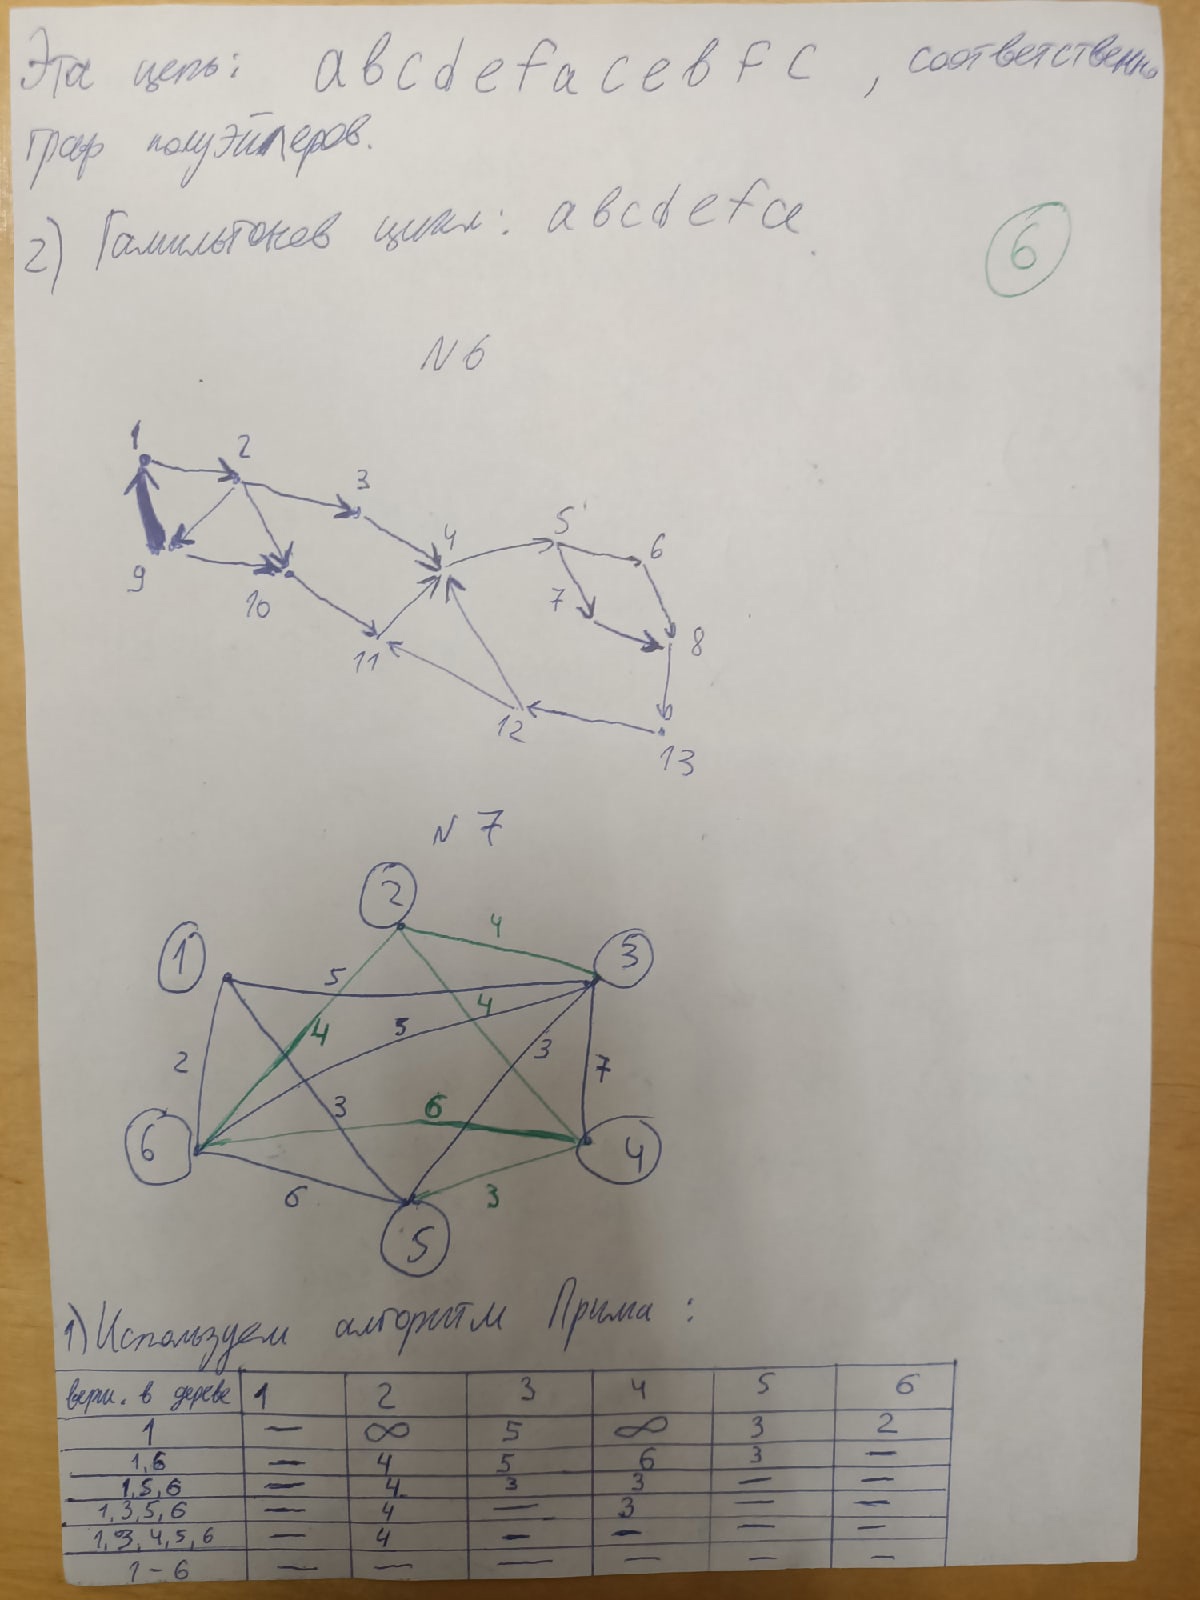 Эта цепь: abcdefacebfc, соответственно
граф полуэйлеров.
2) Гамильтонов цикл: abcdefa
6
N 6
1
2
3
4
5
6
7
8
9
10
11
12
13
N 7
2
4
1
3
5
4
4
5
3
2
7
3
6
6
4
6
3
5
1) Используем алгоритм Прима:
верш. в дереве 1 2 3 4 5 6
1 — ∞ 5 ∞ 3 2
1,6 — 4 5 6 3 —
1,5,6 — 4 3 3 — —
1,3,5,6 — 4 — 3 — —
1,3,4,5,6 — 4 — — — —
1-6 — — — — — —